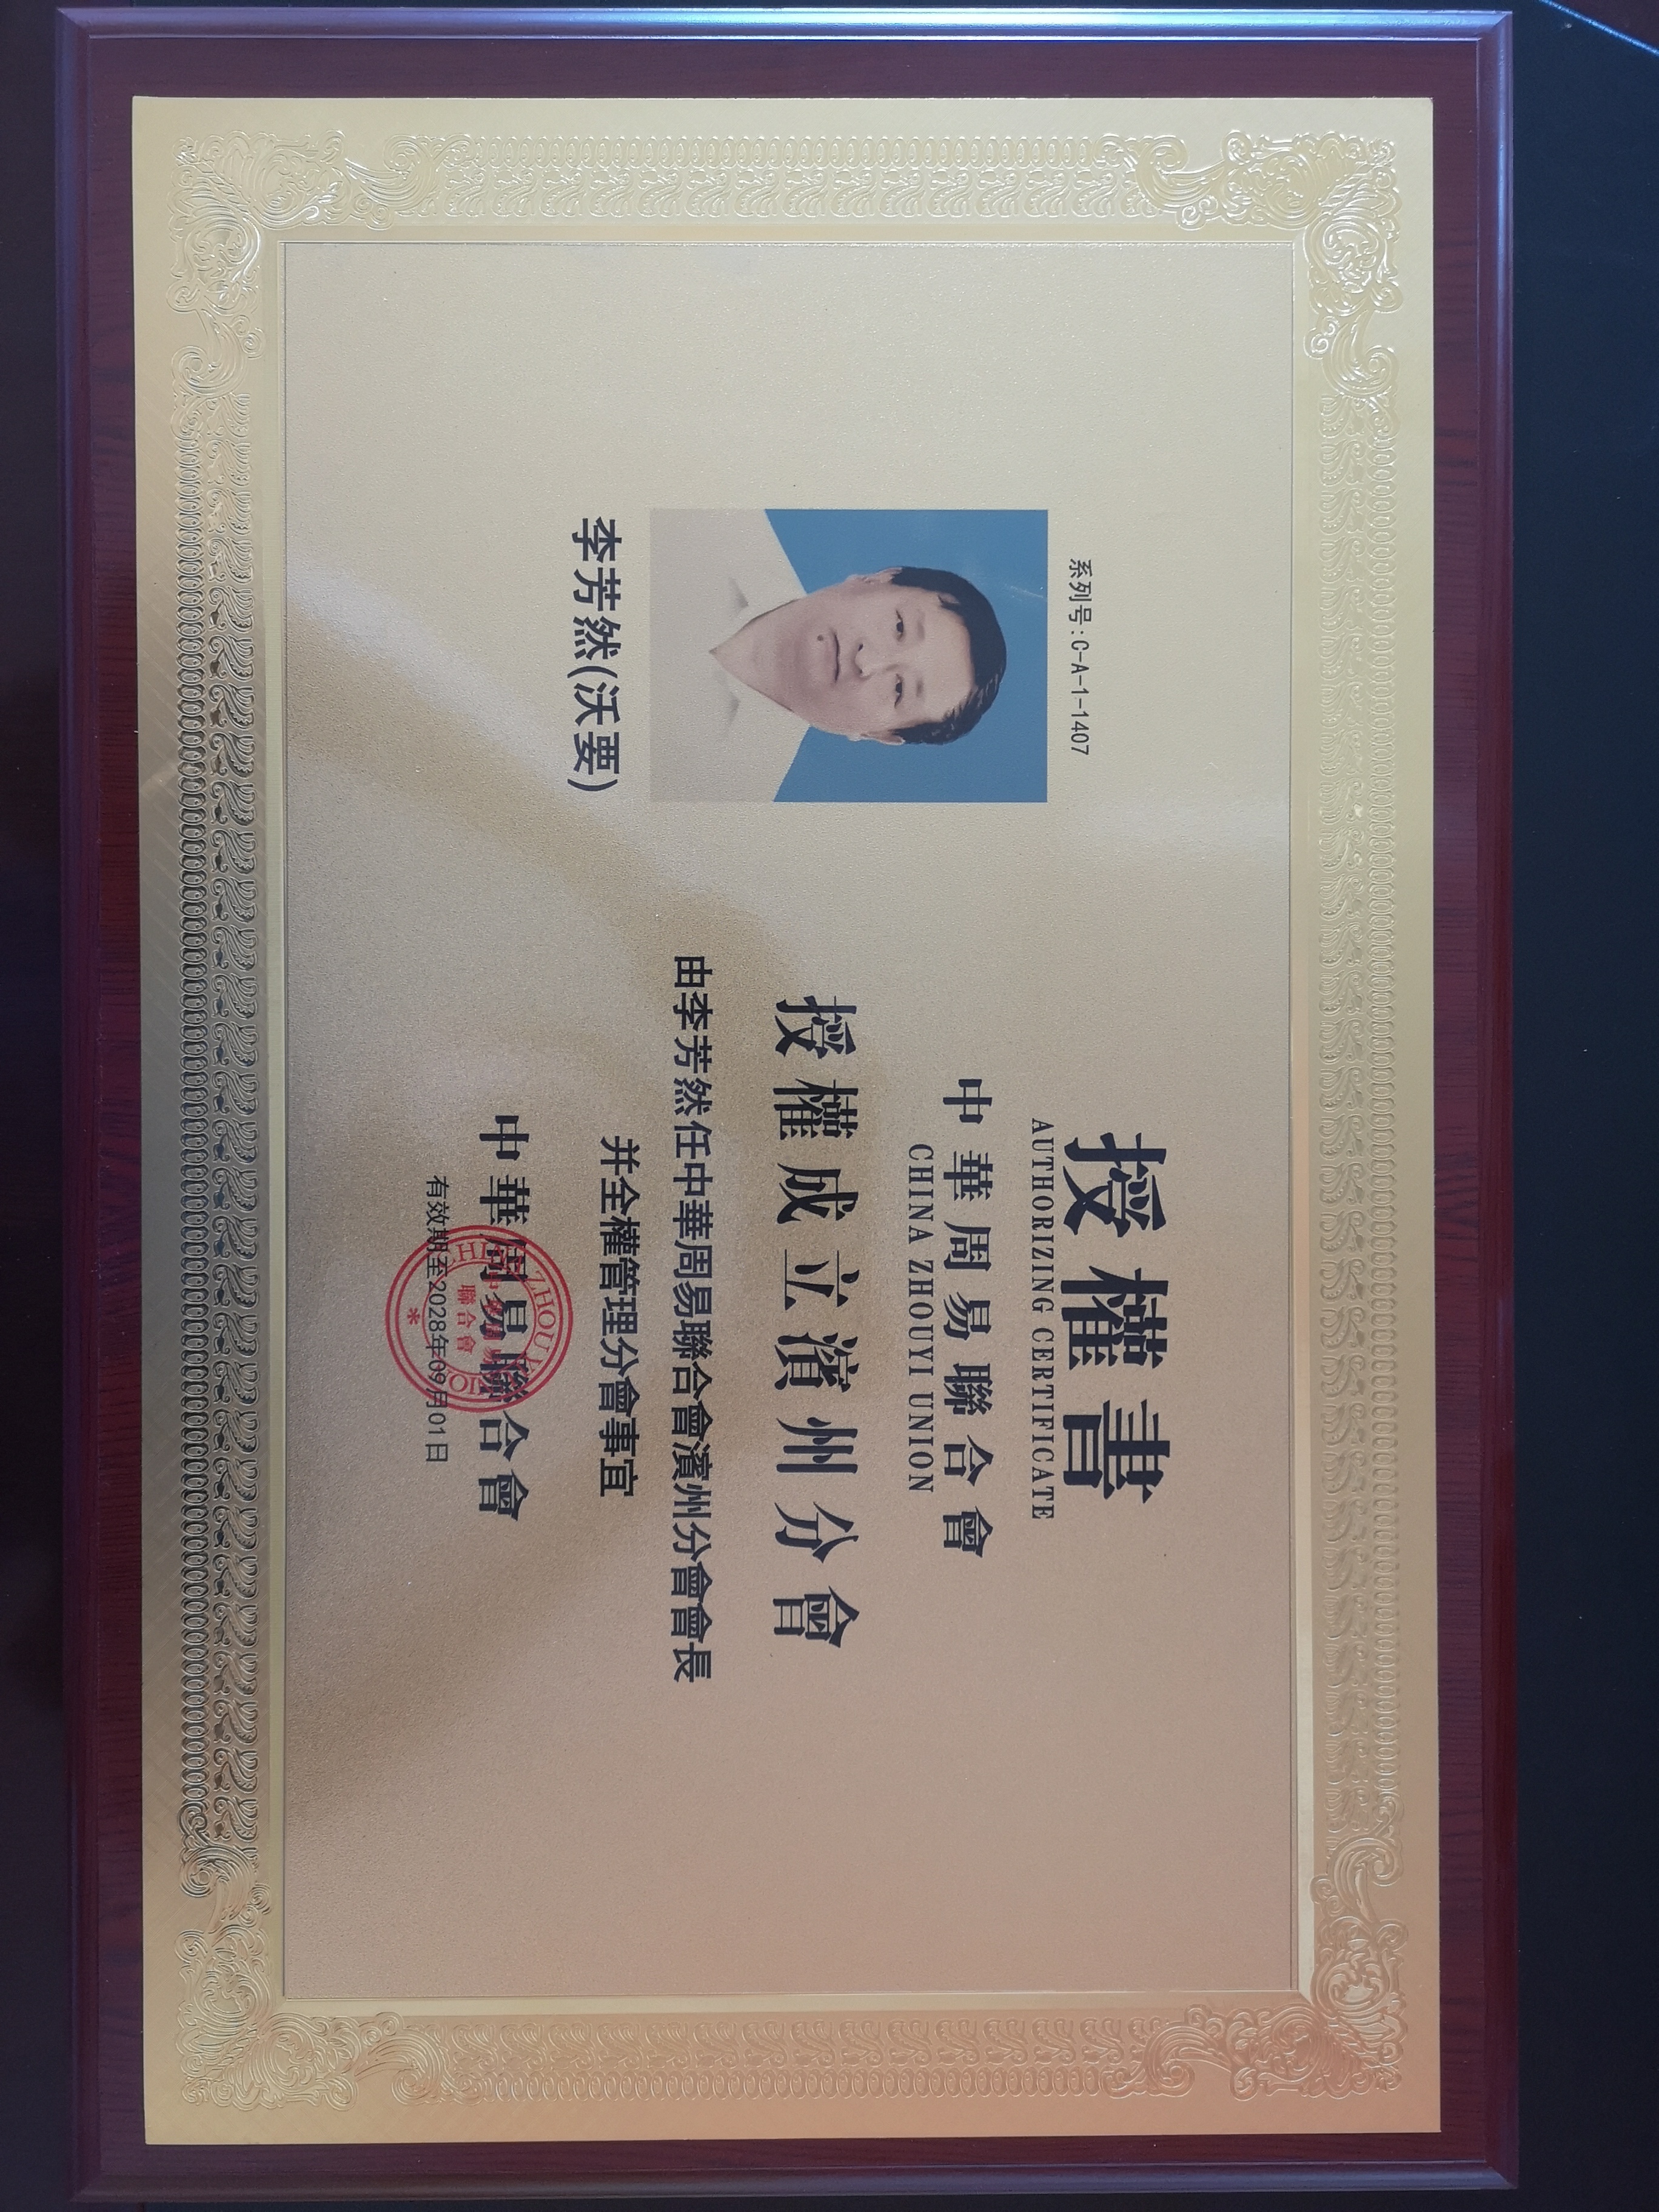 系列号:C-A-1-1407
李芳然(沃要)
授權書
AUTHORIZING CERTIFICATE
中華周易聯合會
CHINA ZHOUYI UNION
授權成立濱州分會
由李芳然任中華周易聯合會濱州分會會長
并全權管理分會事宜
中華周易聯合會
有效期至2028年09月01日
聯合會